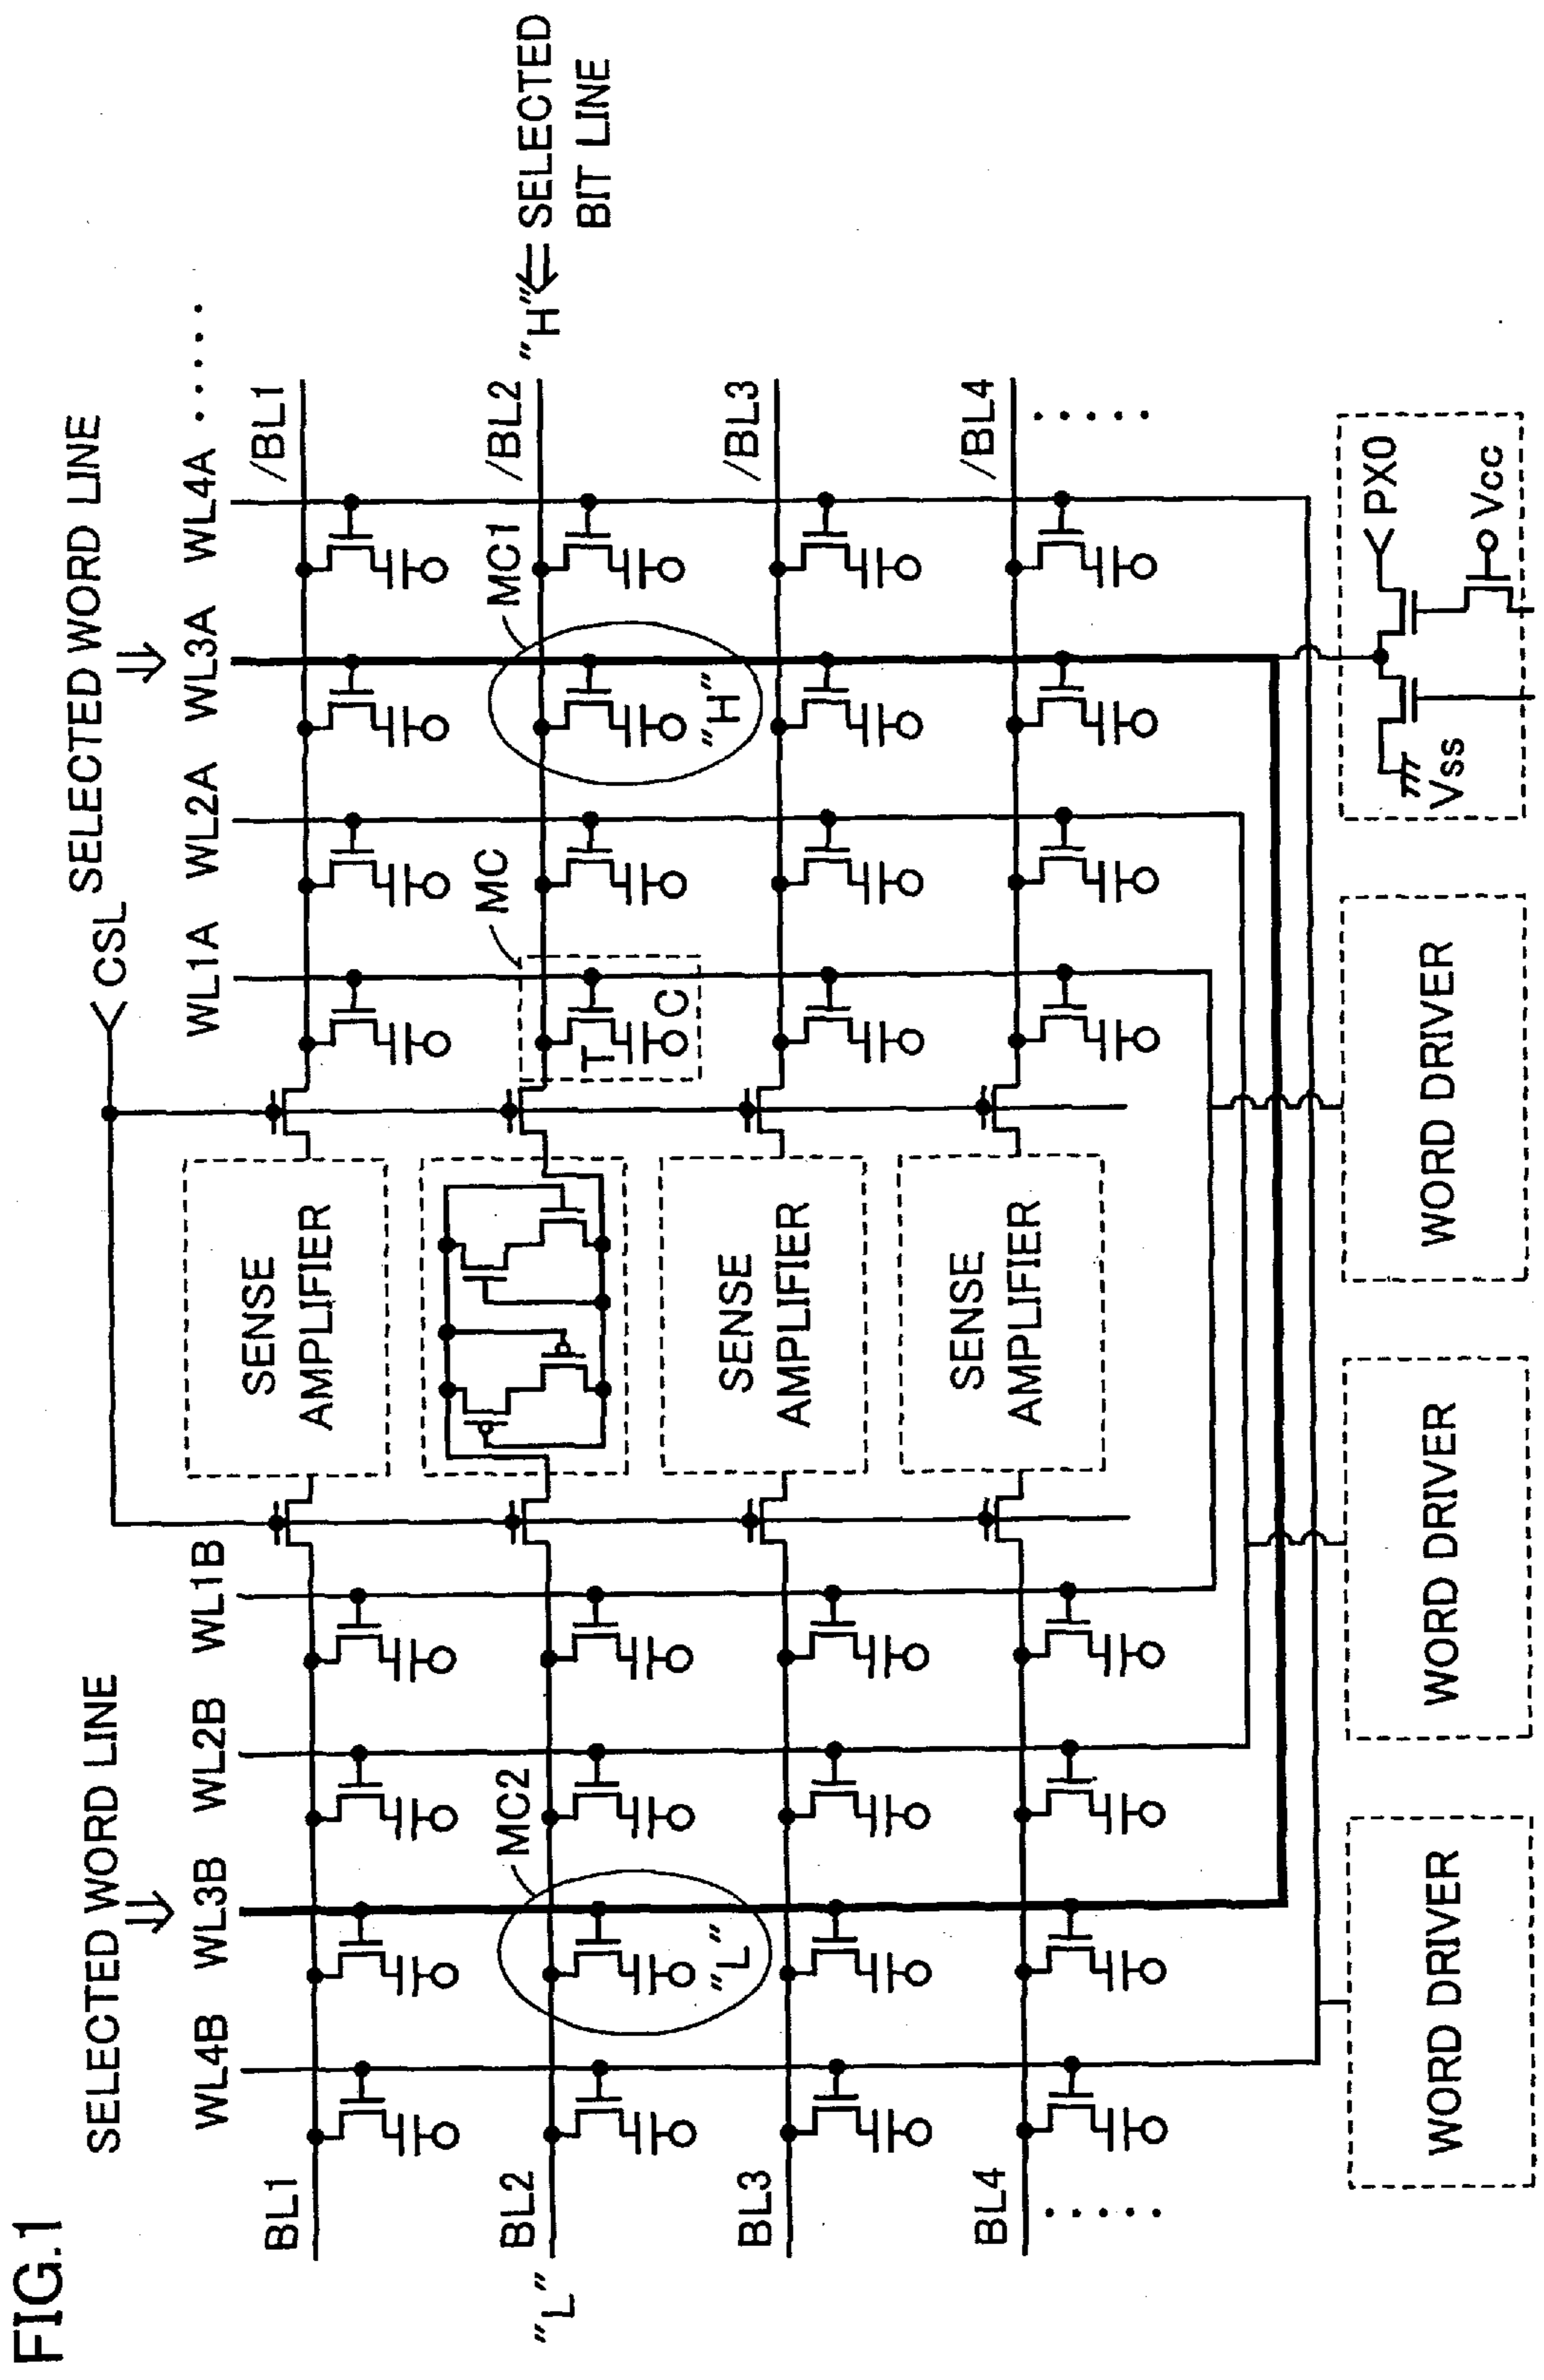 FIG.1
SELECTED WORD LINE
CSL
SELECTED WORD LINE
WL4B
WL3B
WL2B
WL1B
WL1A
WL2A
WL3A
WL4A
.....
BL1
SENSE
AMPLIFIER
/BL1
"L"
BL2
MC2
"L"
MC
T
C
MC1
"H"
/BL2
"H"
SELECTED
BIT LINE
BL3
SENSE
AMPLIFIER
/BL3
BL4
SENSE
AMPLIFIER
/BL4
.....
.....
WORD DRIVER
WORD DRIVER
WORD DRIVER
Vss
PX0
Vcc